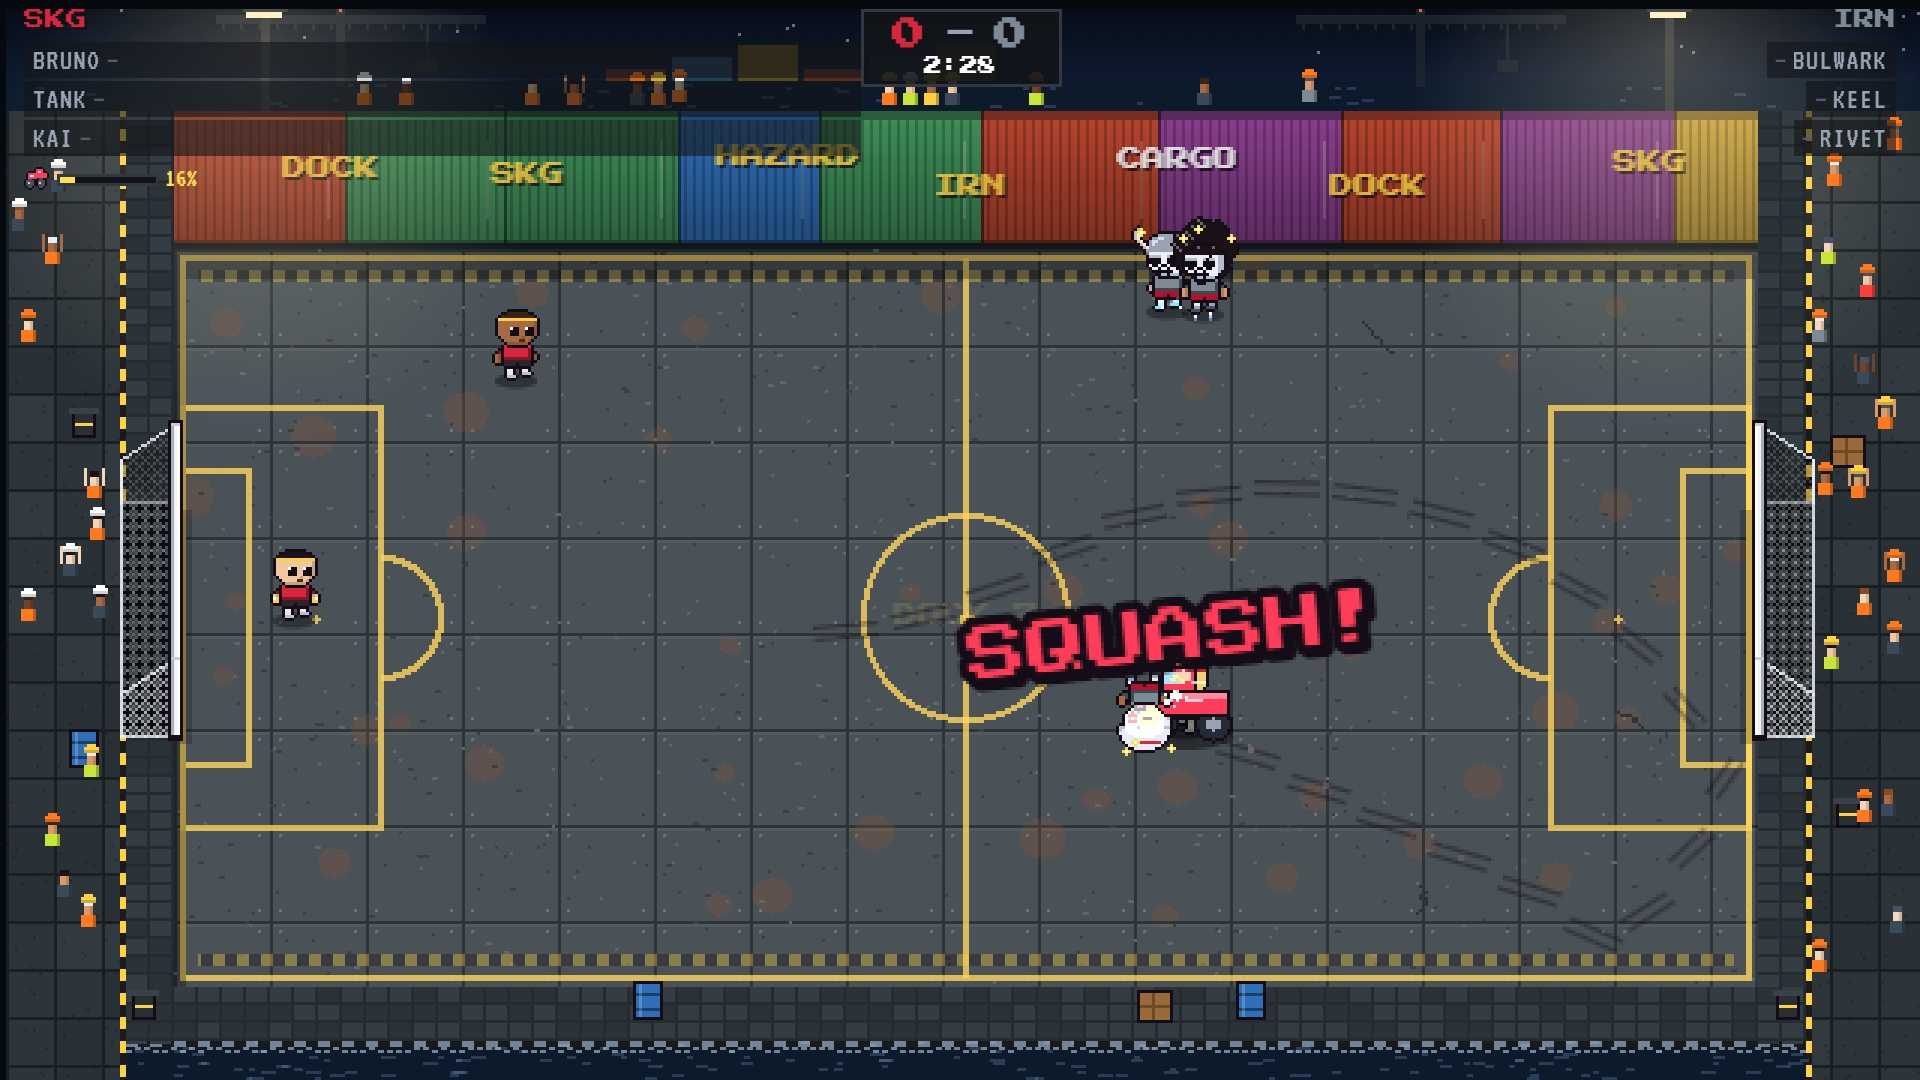 SKG
0 — 0
IRN
2:28
BRUNO –
TANK –
KAI –
16%
– BULWARK
– KEEL
– RIVET
DOCK
SKG
HAZARD
IRN
CARGO
DOCK
SKG
SQUASH!